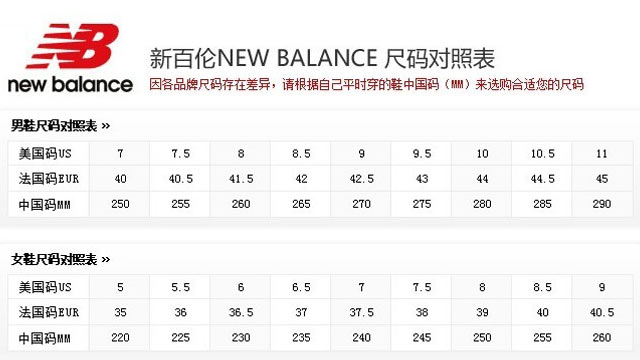 NB
new balance
新百伦NEW BALANCE 尺码对照表
因各品牌尺码存在差异，请根据自己平时穿的鞋中国码（MM）来选购合适您的尺码
男鞋尺码对照表 »
美国码US 7 7.5 8 8.5 9 9.5 10 10.5 11
法国码EUR 40 40.5 41.5 42 42.5 43 44 44.5 45
中国码MM 250 255 260 265 270 275 280 285 290
女鞋尺码对照表 »
美国码US 5 5.5 6 6.5 7 7.5 8 8.5 9
法国码EUR 35 36 36.5 37 37.5 38 39 40 40.5
中国码MM 220 225 230 235 240 245 250 255 260